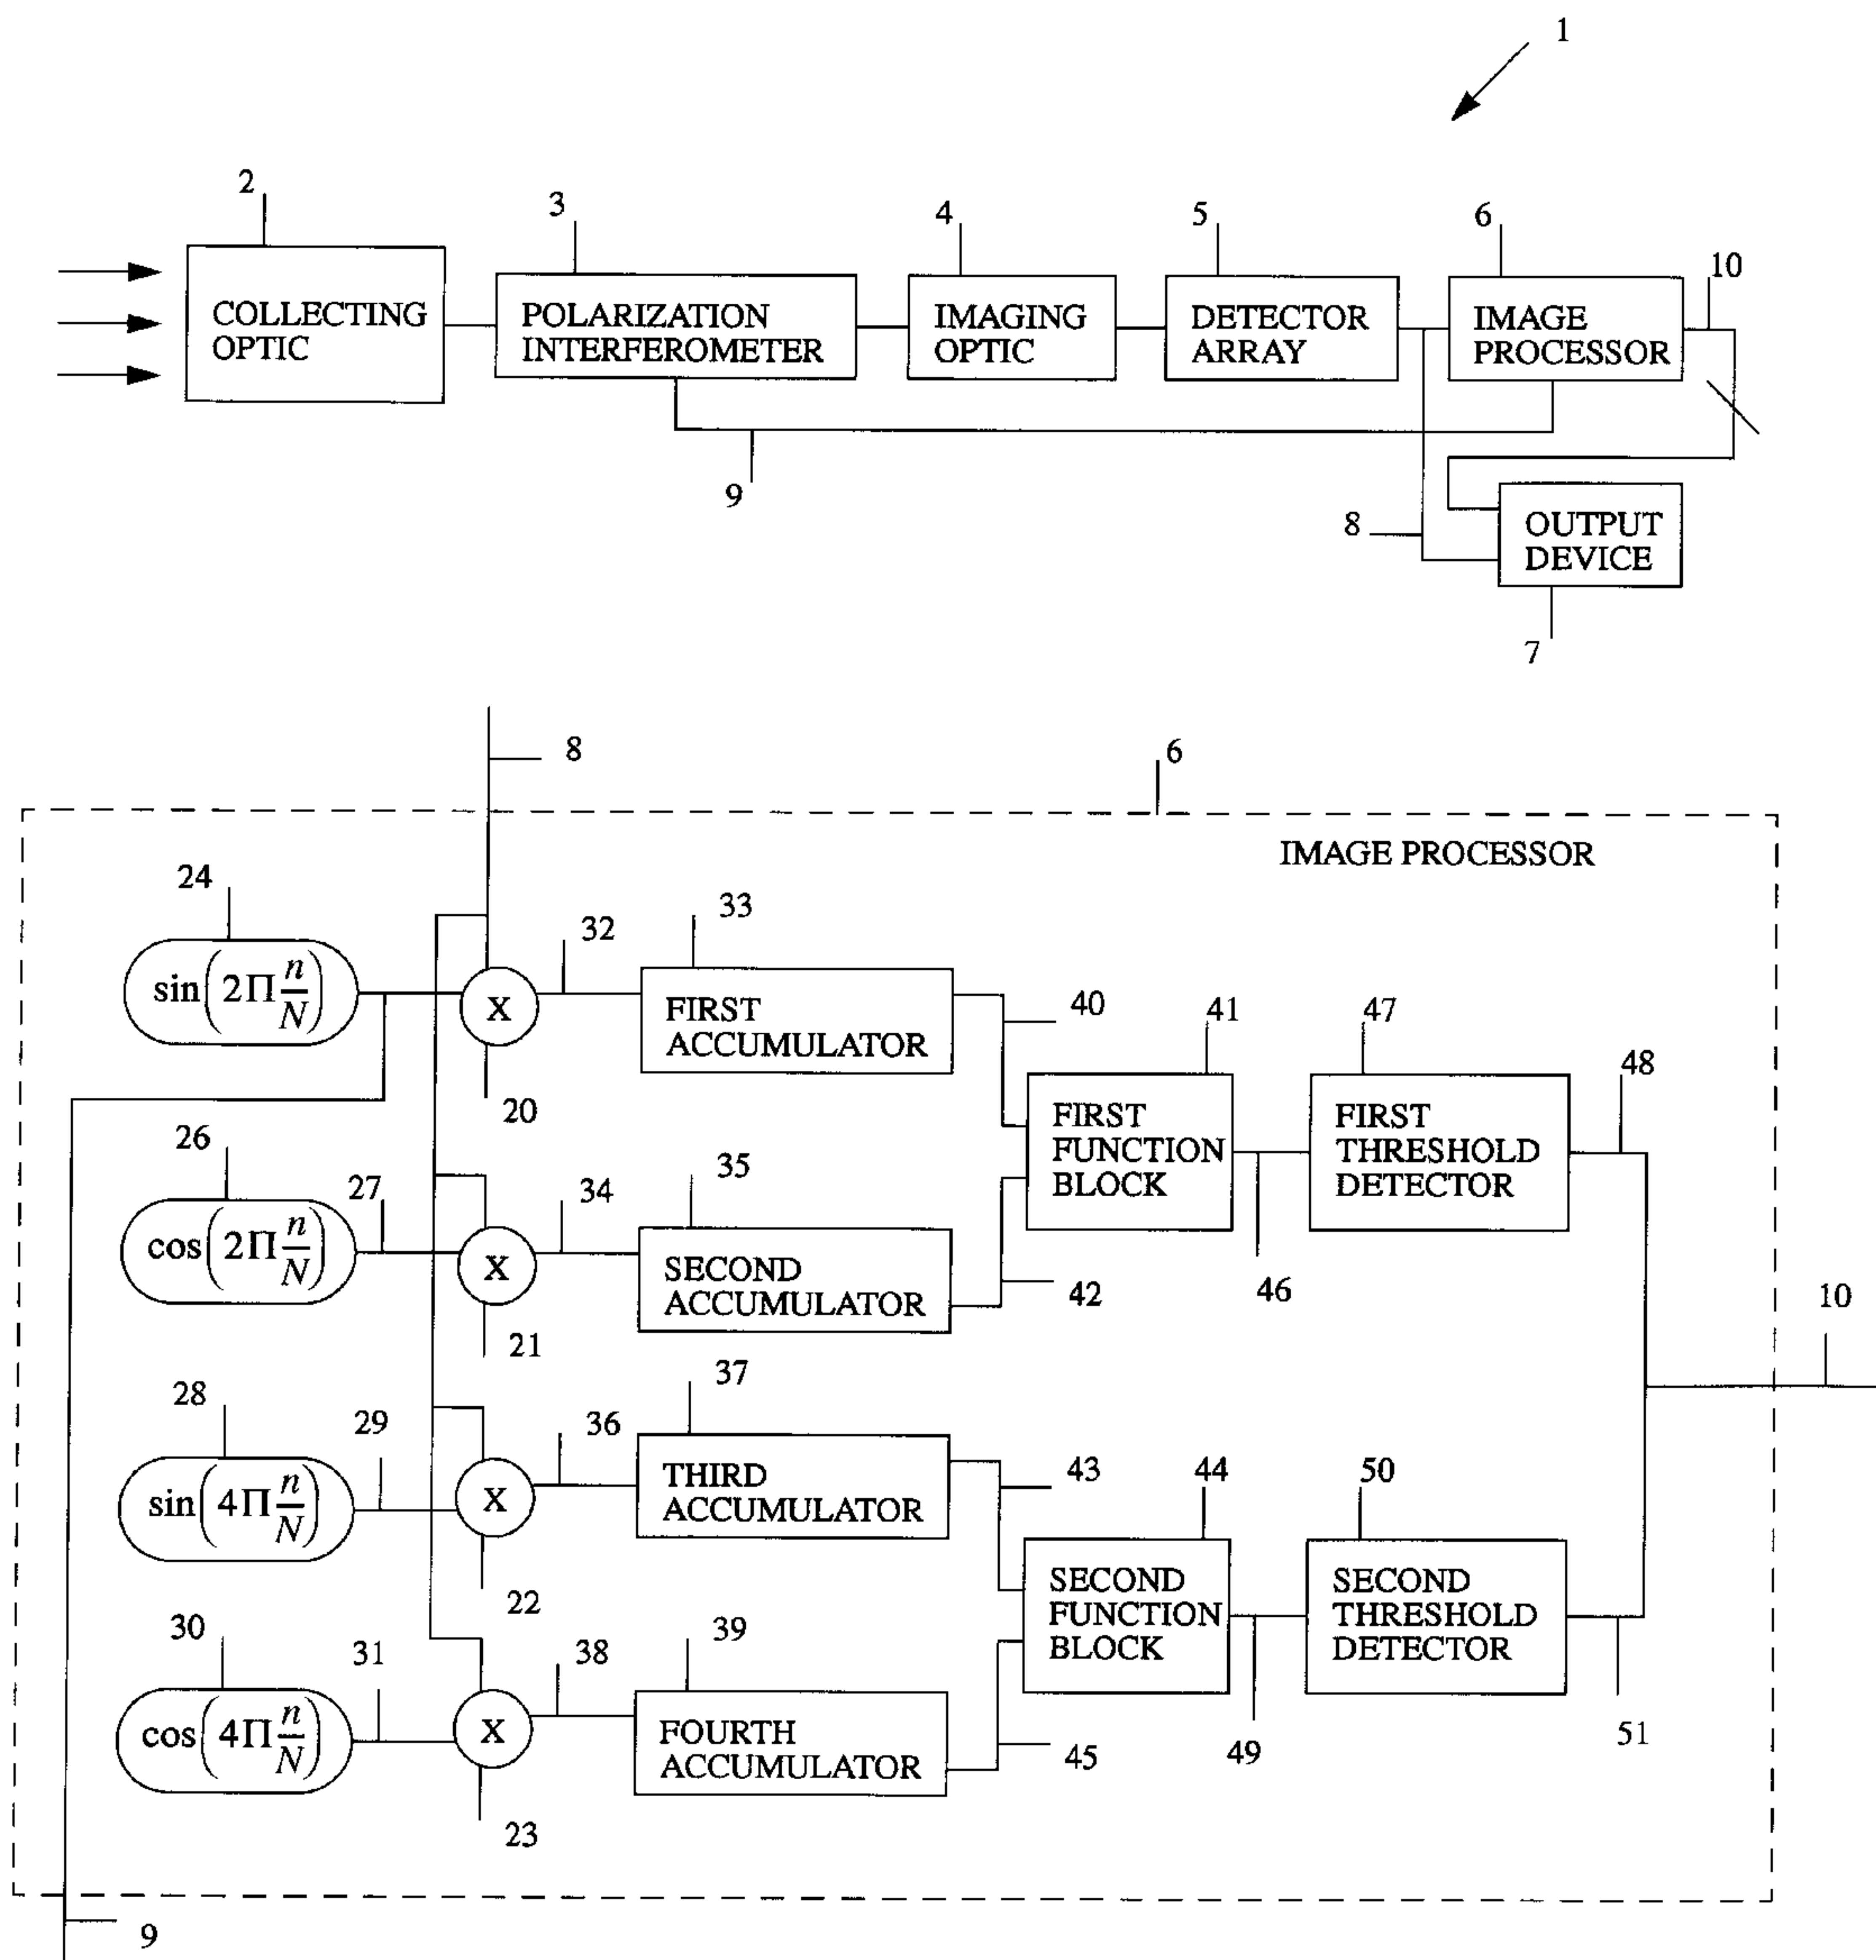 1
2
3
4
5
6
10
COLLECTING
OPTIC
POLARIZATION
INTERFEROMETER
IMAGING
OPTIC
DETECTOR
ARRAY
IMAGE
PROCESSOR
9
8
OUTPUT
DEVICE
7
8
6
IMAGE PROCESSOR
24
sin(2Π n/N)
X
20
32
33
FIRST
ACCUMULATOR
40
41
47
48
FIRST
FUNCTION
BLOCK
FIRST
THRESHOLD
DETECTOR
26
27
cos(2Π n/N)
X
21
34
35
SECOND
ACCUMULATOR
42
46
10
28
29
sin(4Π n/N)
X
22
36
37
THIRD
ACCUMULATOR
43
44
50
SECOND
FUNCTION
BLOCK
SECOND
THRESHOLD
DETECTOR
30
31
cos(4Π n/N)
X
23
38
39
FOURTH
ACCUMULATOR
45
49
51
9